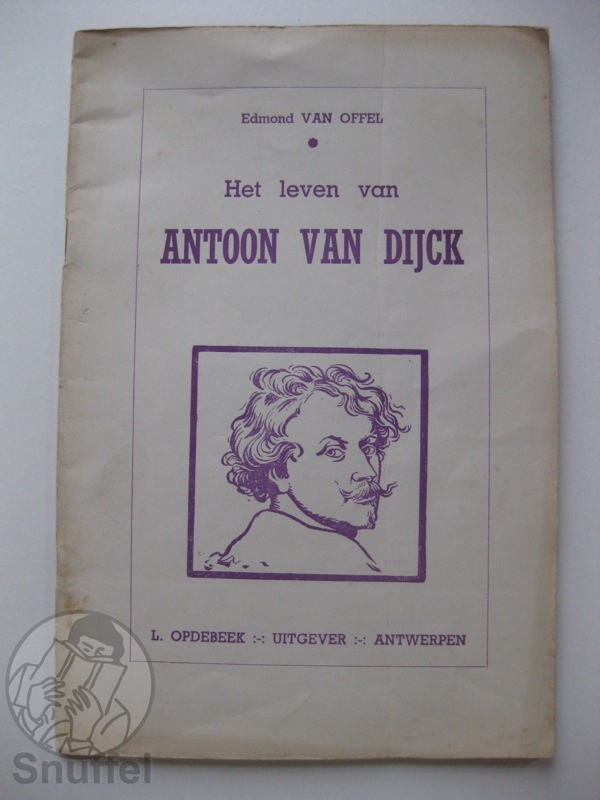 Edmond VAN OFFEL
Het leven van
ANTOON VAN DIJCK
L. OPDEBEEK :-: UITGEVER :-: ANTWERPEN
Snuffel